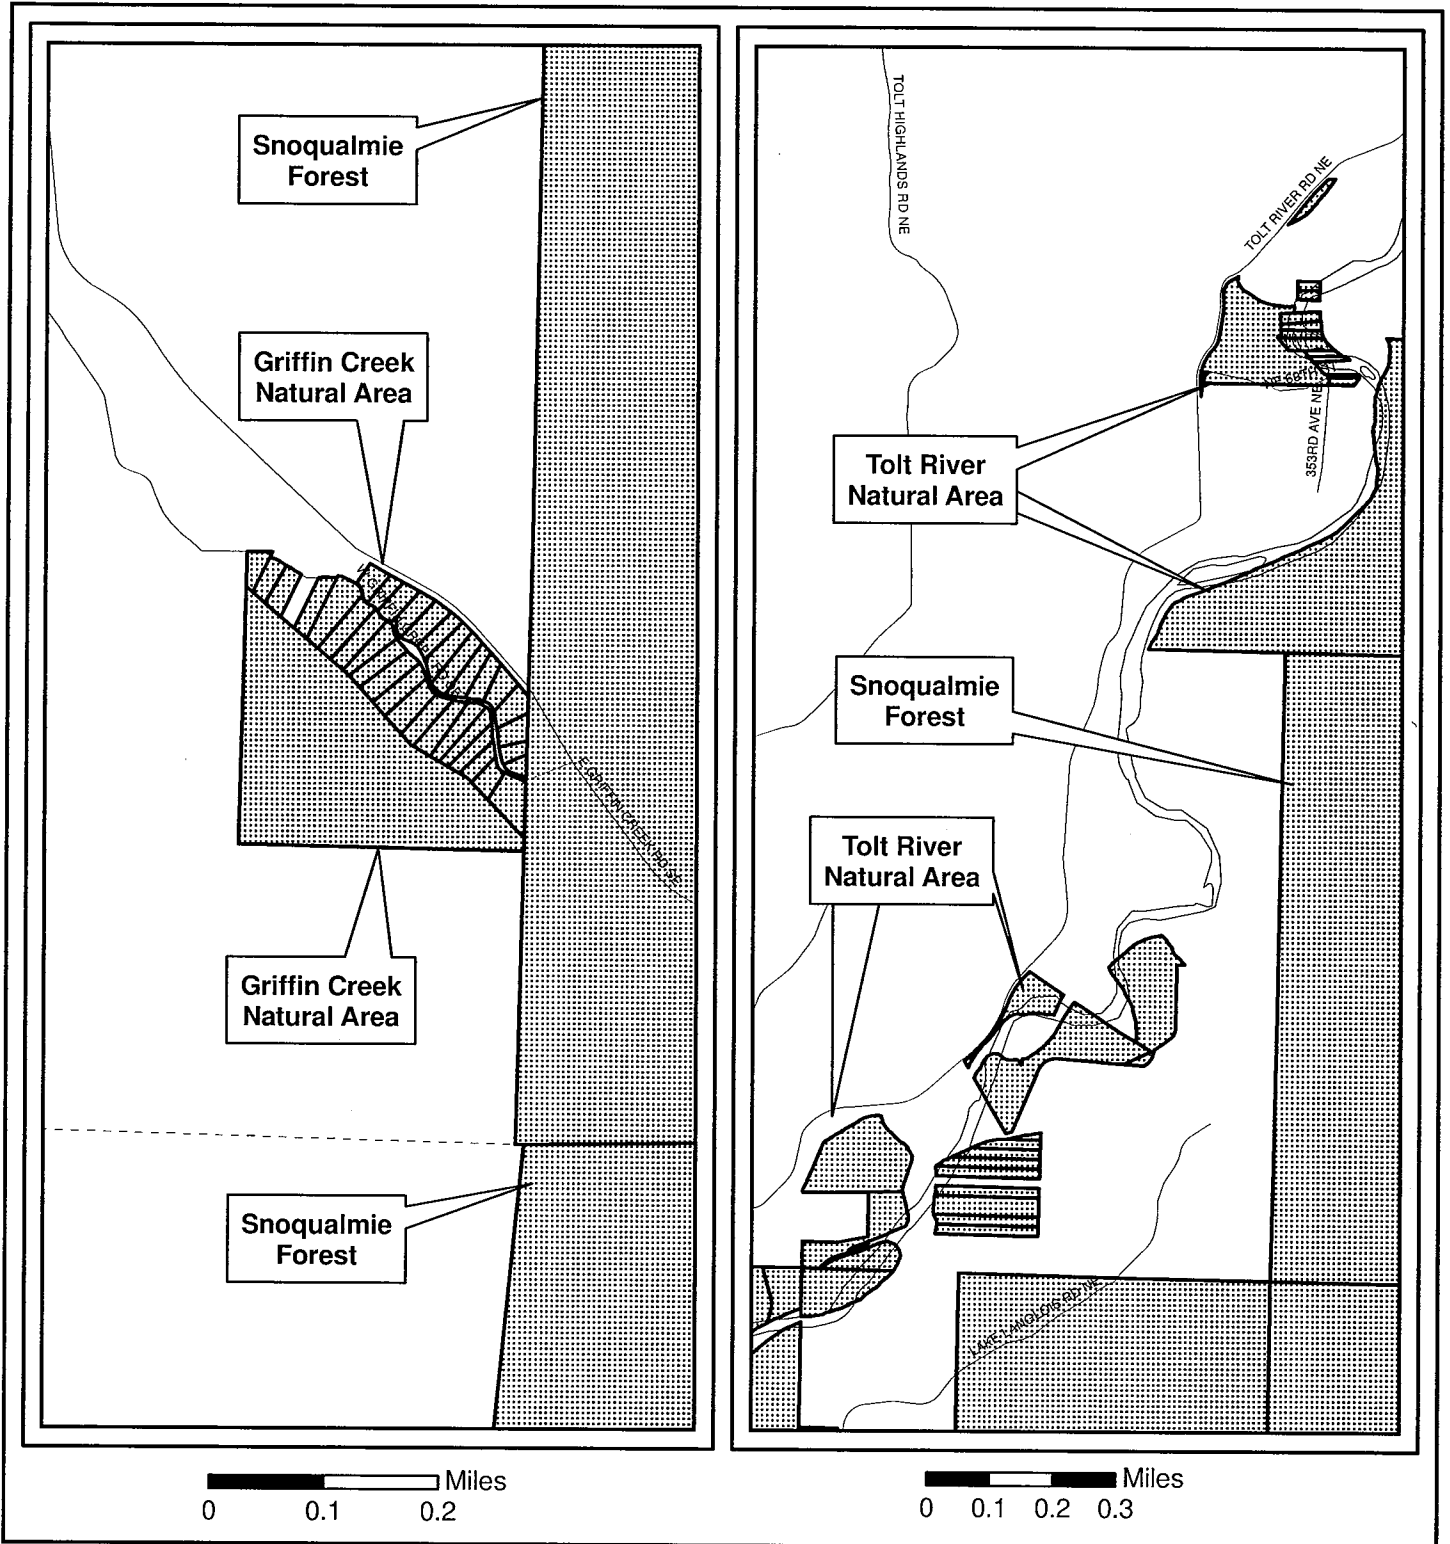 Snoqualmie
Forest
Griffin Creek
Natural Area
E GRIFFIN CREEK RD SE
Griffin Creek
Natural Area
Snoqualmie
Forest
Miles
0 0.1 0.2
TOLT HIGHLANDS RD NE
TOLT RIVER RD NE
353RD AVE NE
Tolt River
Natural Area
Snoqualmie
Forest
Tolt River
Natural Area
LAKE LANGLOIS RD NE
Miles
0 0.1 0.2 0.3